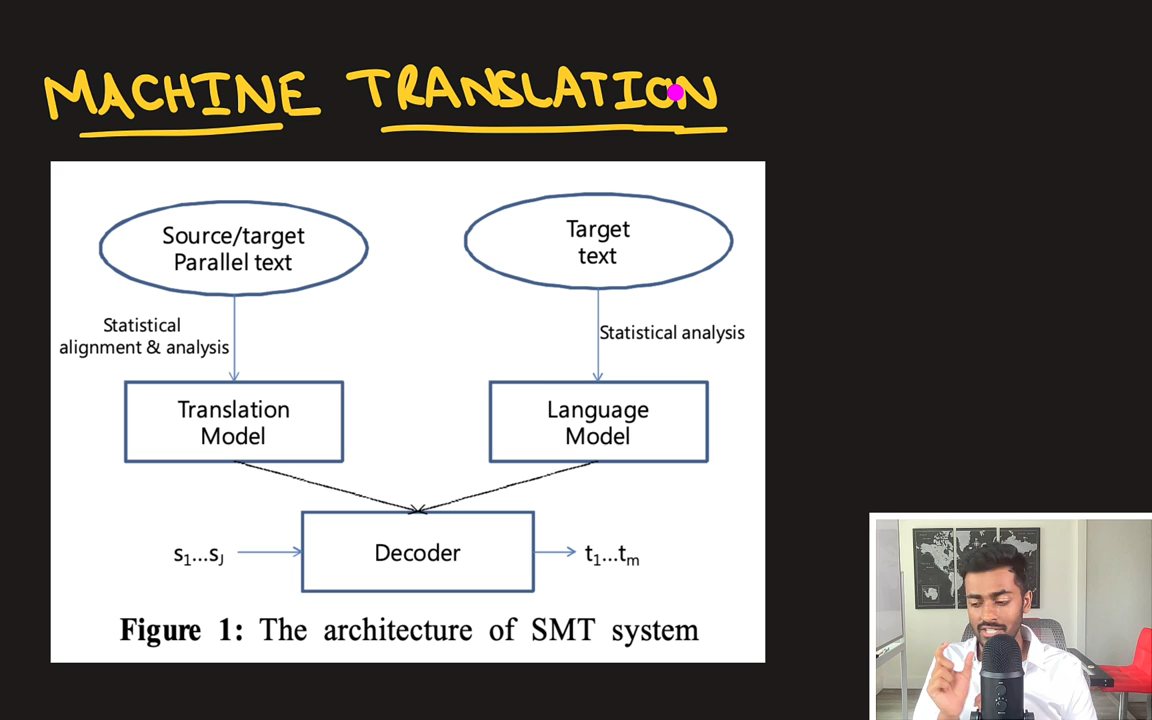 MACHINE TRANSLATION
Source/target
Parallel text
Target
text
Statistical
alignment & analysis
Statistical analysis
Translation
Model
Language
Model
s₁...sJ
Decoder
t₁...tₘ
Figure 1: The architecture of SMT system